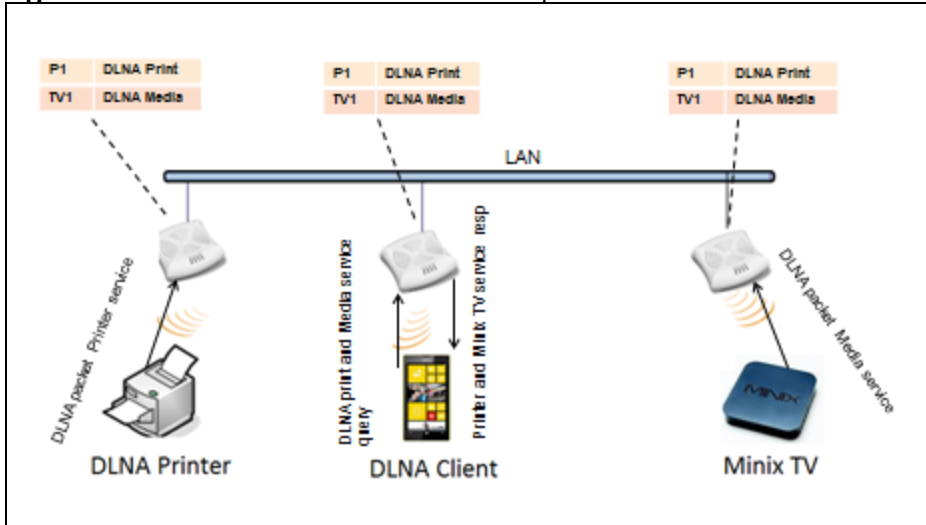 P1 DLNA Print
TV1 DLNA Media
P1 DLNA Print
TV1 DLNA Media
P1 DLNA Print
TV1 DLNA Media
LAN
DLNA packet Printer service
DLNA print and Media service
query
Printer and Minix TV service resp
DLNA packet Media service
MINIX
DLNA Printer
DLNA Client
Minix TV